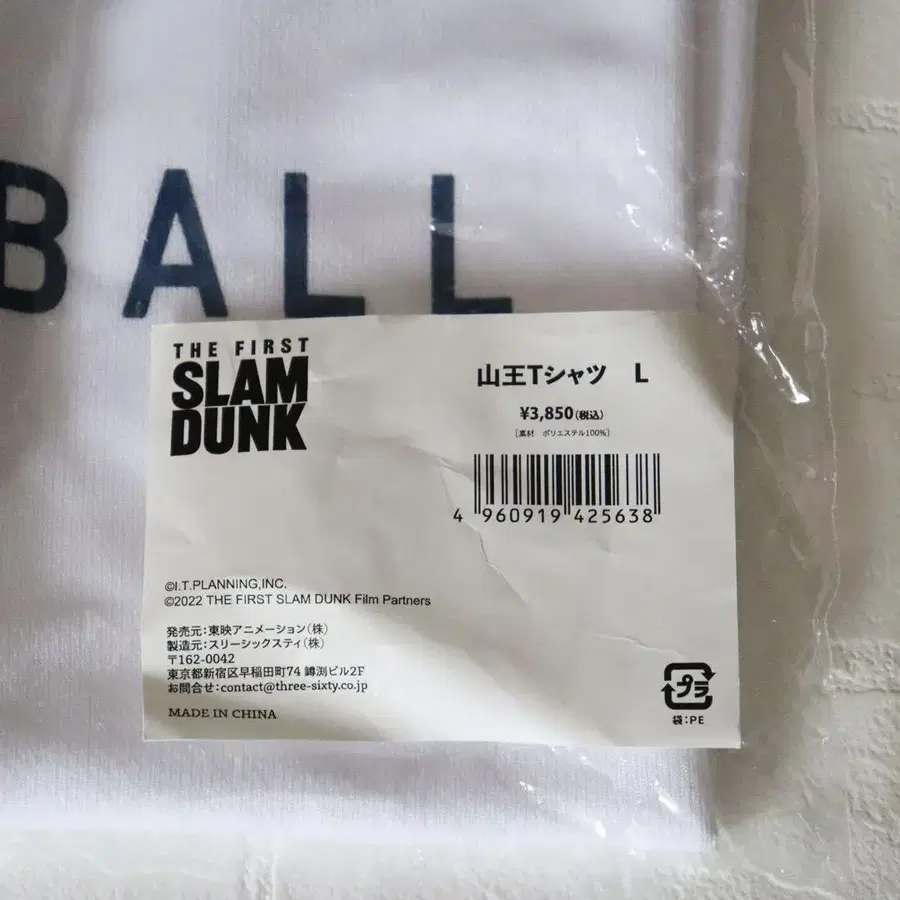 BALL
THE FIRST
SLAM
DUNK
山王Tシャツ L
¥3,850(税込)
[素材 ポリエステル100%]
4 960919 425638
©I.T.PLANNING,INC.
©2022 THE FIRST SLAM DUNK Film Partners
発売元:東映アニメーション(株)
製造元:スリーシックスティ(株)
〒162-0042
東京都新宿区早稲田町74 鱒渕ビル2F
お問合せ:contact@three-sixty.co.jp
MADE IN CHINA
プラ
袋:PE